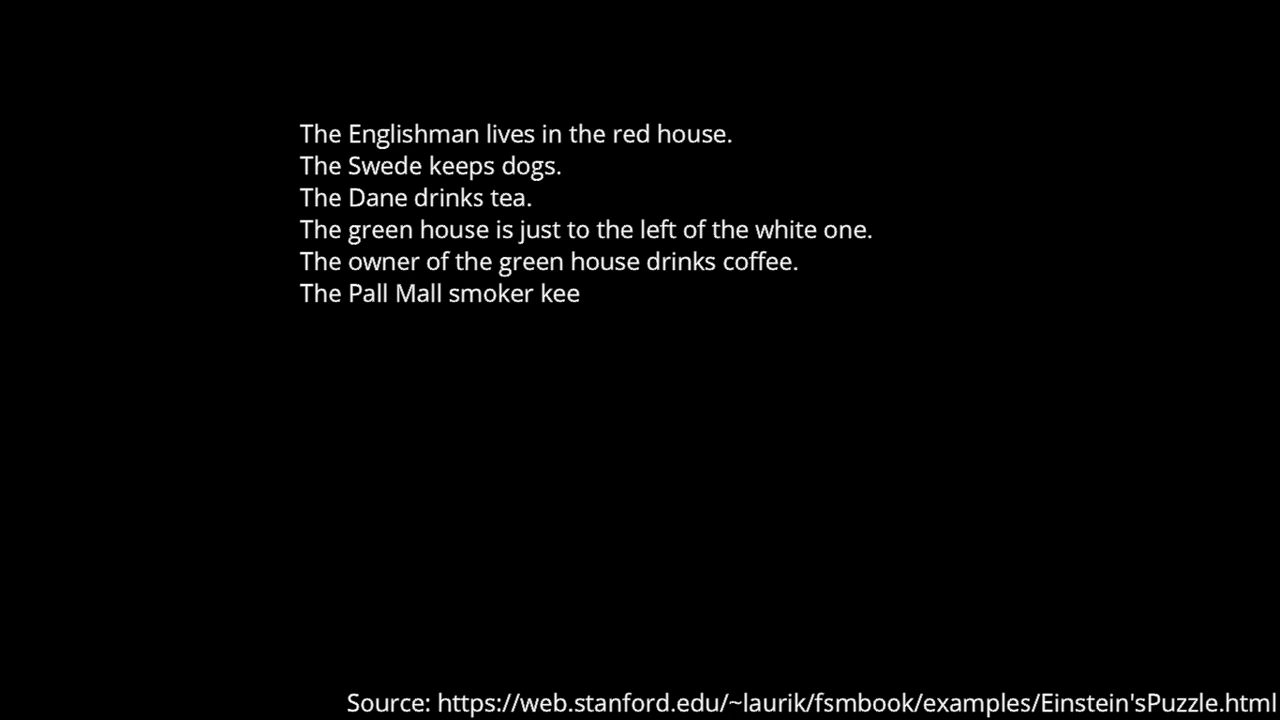 The Englishman lives in the red house.
The Swede keeps dogs.
The Dane drinks tea.
The green house is just to the left of the white one.
The owner of the green house drinks coffee.
The Pall Mall smoker kee
Source: https://web.stanford.edu/~laurik/fsmbook/examples/Einstein'sPuzzle.html